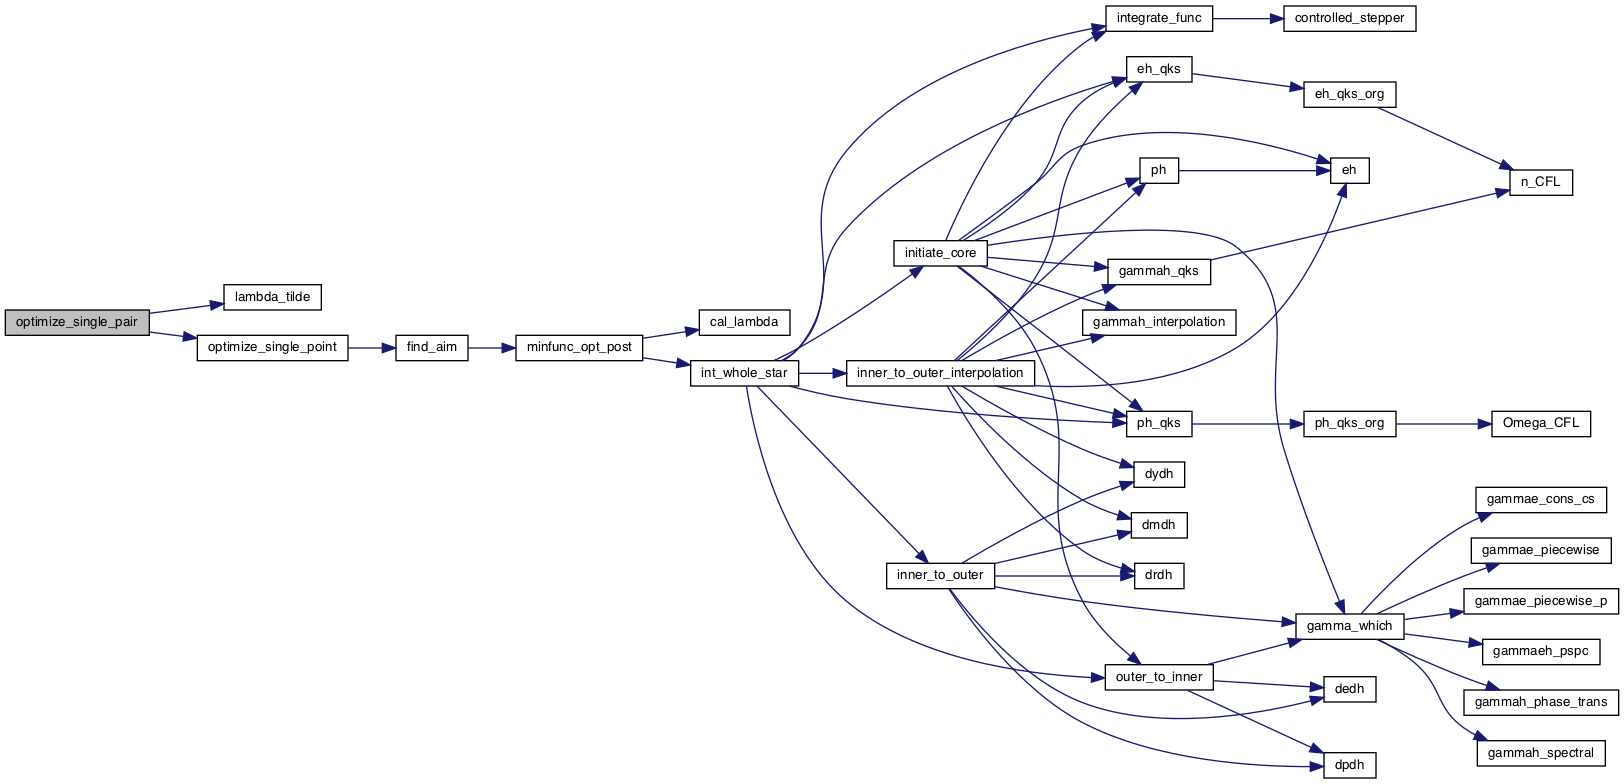 integrate_func
controlled_stepper
eh_qks
eh_qks_org
ph
eh
n_CFL
initiate_core
gammah_qks
lambda_tilde
optimize_single_pair
cal_lambda
gammah_interpolation
optimize_single_point
find_aim
minfunc_opt_post
int_whole_star
inner_to_outer_interpolation
ph_qks
ph_qks_org
Omega_CFL
dydh
gammae_cons_cs
dmdh
gammae_piecewise
inner_to_outer
drdh
gammae_piecewise_p
gamma_which
gammaeh_pspc
outer_to_inner
dedh
gammah_phase_trans
gammah_spectral
dpdh